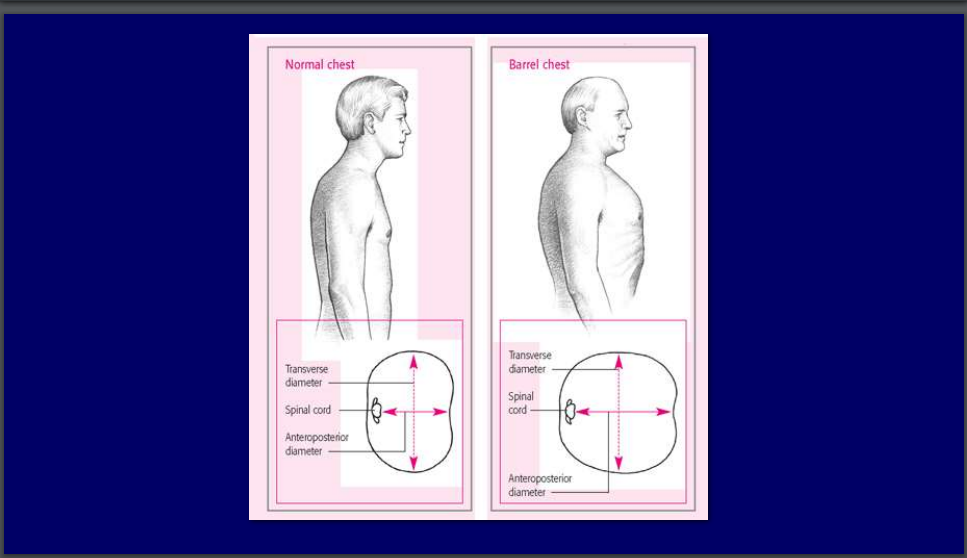 Normal chest
Transverse
diameter
Spinal cord
Anteroposterior
diameter
Barrel chest
Transverse
diameter
Spinal
cord
Anteroposterior
diameter